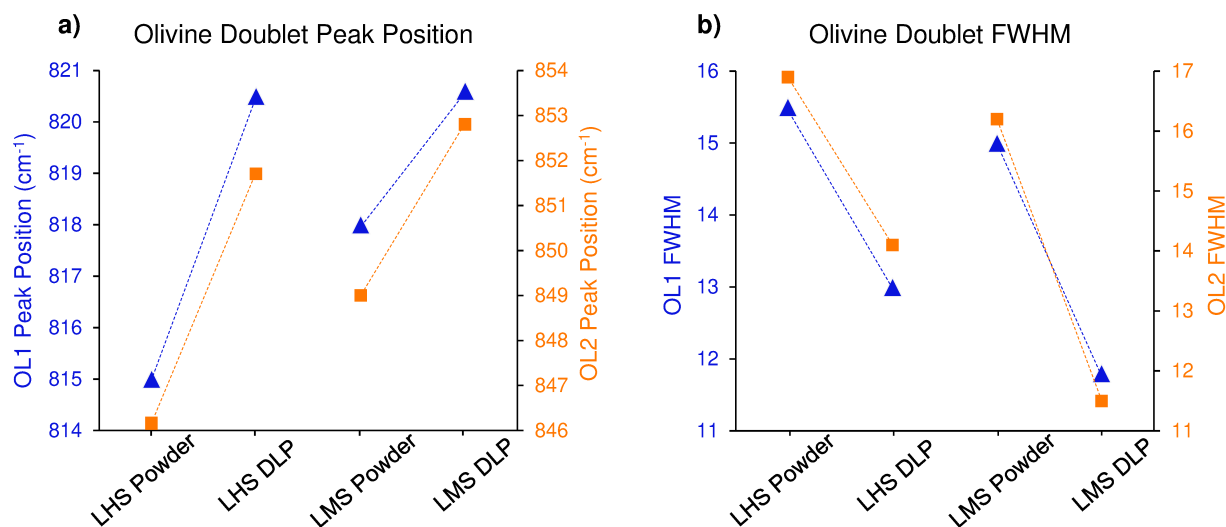 a)
Olivine Doublet Peak Position
OL1 Peak Position (cm⁻¹)
821
820
819
818
817
816
815
814
854
853
852
851
850
849
848
847
846
OL2 Peak Position (cm⁻¹)
LHS Powder
LHS DLP
LMS Powder
LMS DLP
b)
Olivine Doublet FWHM
OL1 FWHM
16
15
14
13
12
11
17
16
15
14
13
12
11
OL2 FWHM
LHS Powder
LHS DLP
LMS Powder
LMS DLP